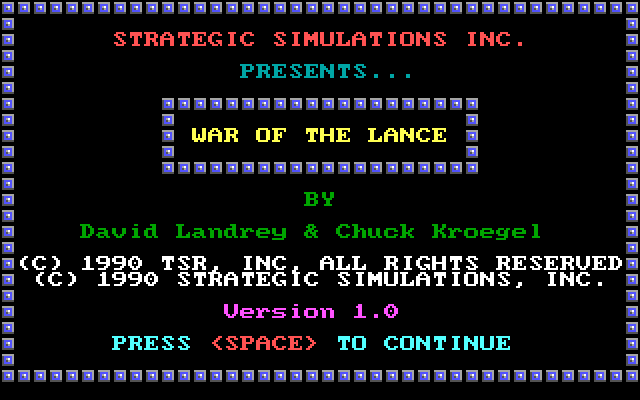 STRATEGIC SIMULATIONS INC.
PRESENTS...
WAR OF THE LANCE
BY
David Landrey & Chuck Kroegel
(C) 1990 TSR, INC. ALL RIGHTS RESERVED
(C) 1990 STRATEGIC SIMULATIONS, INC.
Version 1.0
PRESS <SPACE> TO CONTINUE